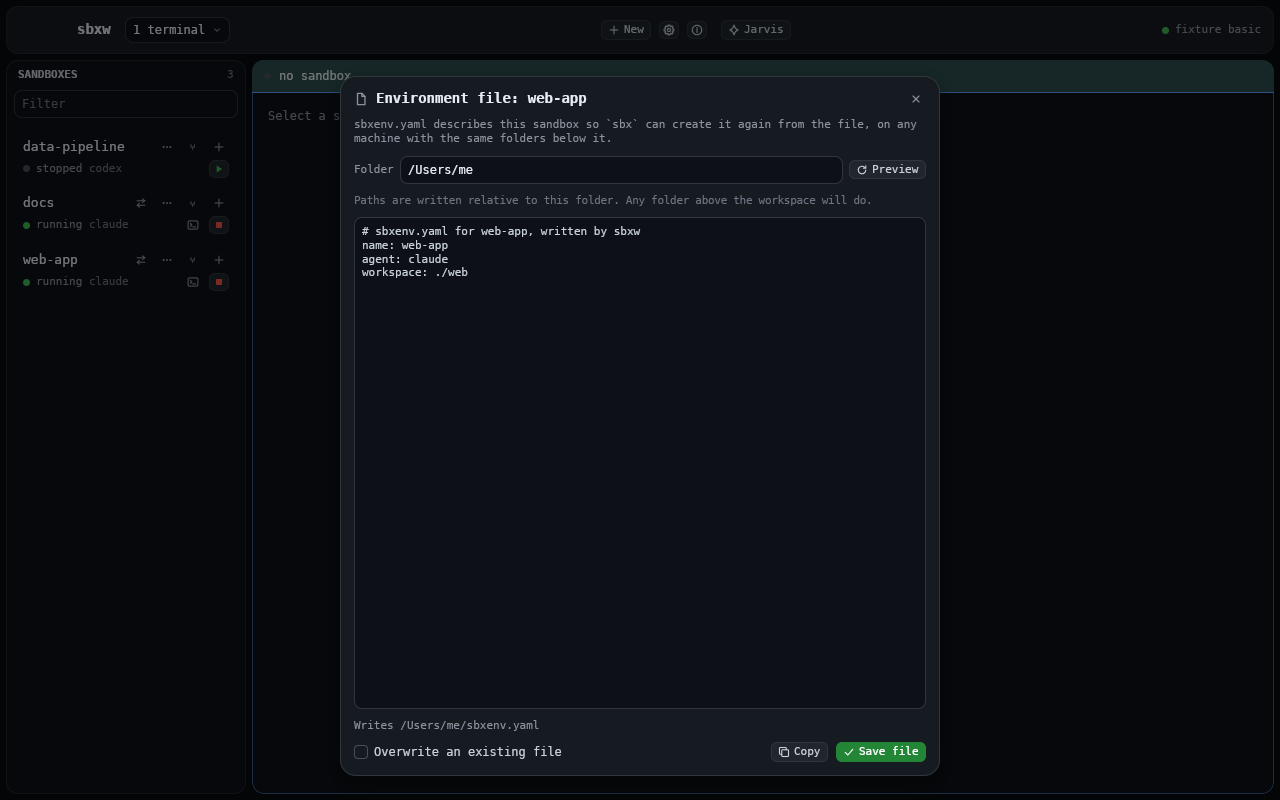 sbxw
1 terminal
New
Jarvis
fixture basic
SANDBOXES 3
Filter
data-pipeline
stopped codex
docs
running claude
web-app
running claude
no sandbox
Select a s
Environment file: web-app
sbxenv.yaml describes this sandbox so `sbx` can create it again from the file, on any
machine with the same folders below it.
Folder /Users/me Preview
Paths are written relative to this folder. Any folder above the workspace will do.
# sbxenv.yaml for web-app, written by sbxw
name: web-app
agent: claude
workspace: ./web
Writes /Users/me/sbxenv.yaml
Overwrite an existing file
Copy
Save file